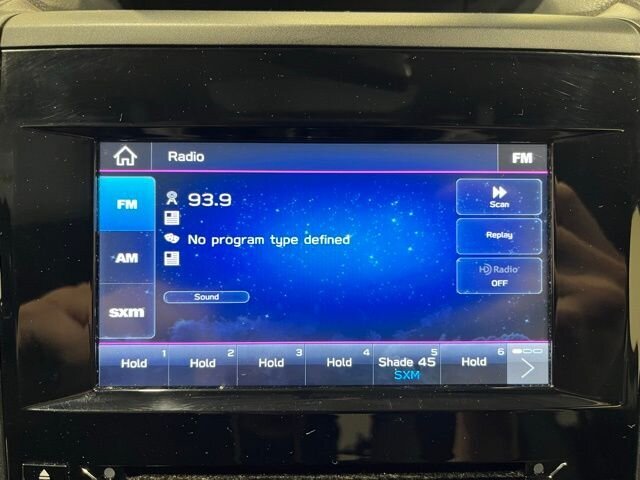 Radio FM
FM
93.9
Scan
No program type defined
Replay
AM
HD Radio
OFF
sxm
Sound
1 2 3 4 5 6
Hold Hold Hold Hold Shade 45 Hold
SXM